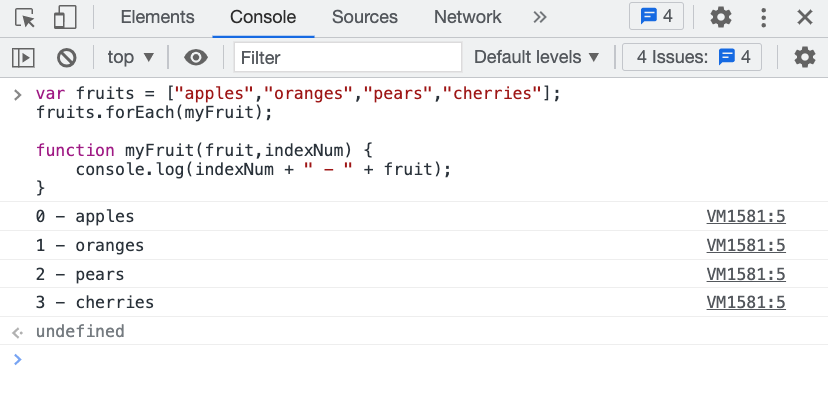 Elements Console Sources Network » 4
top ▼ Filter Default levels ▼ 4 Issues: 4
> var fruits = ["apples","oranges","pears","cherries"];
fruits.forEach(myFruit);
function myFruit(fruit,indexNum) {
    console.log(indexNum + " - " + fruit);
}
0 - apples VM1581:5
1 - oranges VM1581:5
2 - pears VM1581:5
3 - cherries VM1581:5
undefined
>